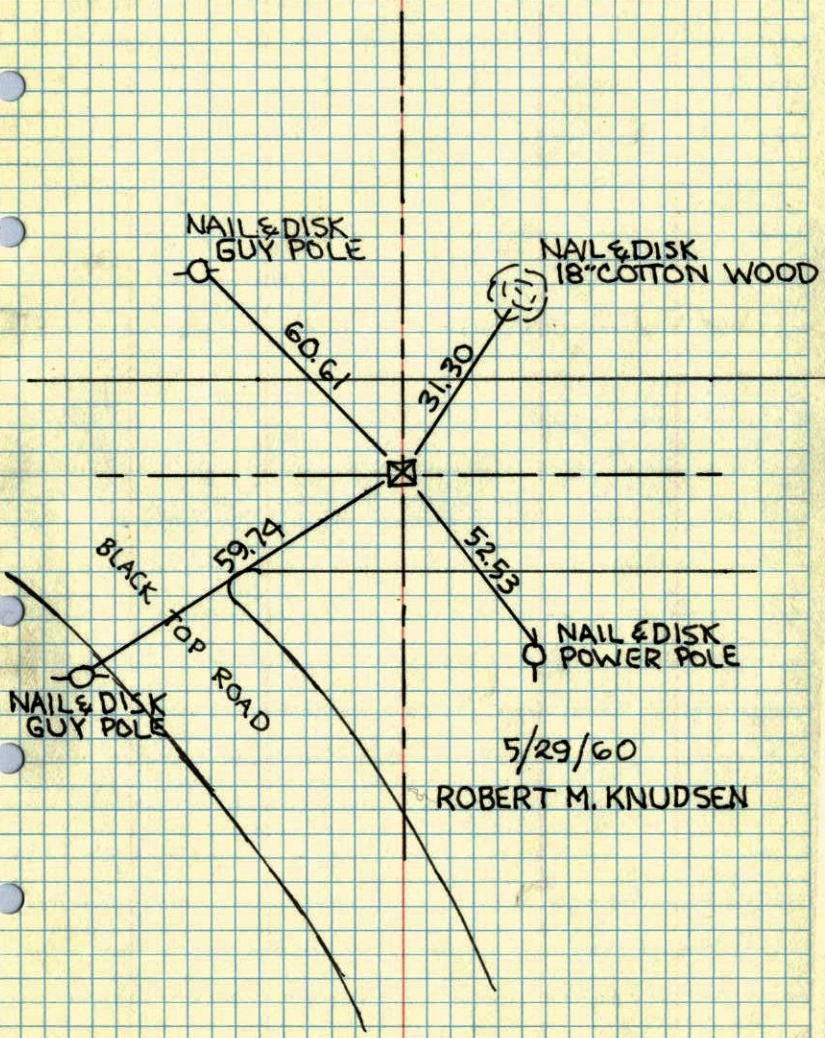 NAIL & DISK
GUY POLE
NAIL & DISK
18" COTTON WOOD
60.61
31.30
59.74
52.53
BLACK TOP ROAD
NAIL & DISK
POWER POLE
NAIL & DISK
GUY POLE
5/29/60
ROBERT M. KNUDSEN